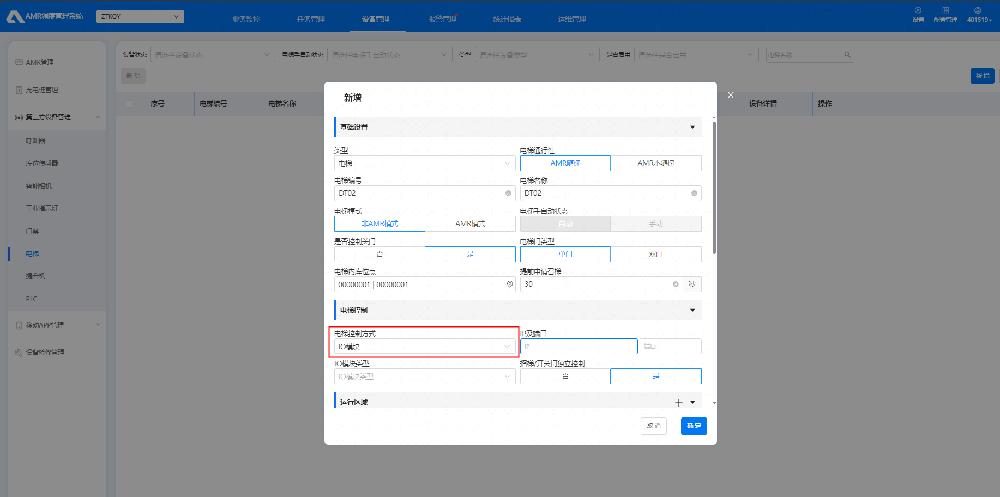 AMR调度管理系统
ZTKQY
业务监控
任务管理
设备管理
报警管理
统计报表
运维管理
设置
配置管理
401519
AMR管理
充电桩管理
第三方设备管理
呼叫器
库位传感器
智能相机
工业指示灯
门禁
电梯
提升机
PLC
移动APP管理
设备检修管理
设备状态
请选择设备状态
电梯手自动状态
请选择电梯手自动状态
类型
请选择设备类型
是否启用
请选择是否启用
电梯名称
删 除
新 增
序号
电梯编号
电梯名称
设备详情
操作
新增
X
基础设置
类型
电梯通行性
电梯
AMR随梯
AMR不随梯
电梯编号
电梯名称
DT02
DT02
电梯模式
电梯手自动状态
非AMR模式
AMR模式
自动
手动
是否控制关门
电梯门类型
否
是
单门
双门
电梯内库位点
提前申请召梯
00000001 | 00000001
30
秒
电梯控制
电梯控制方式
IP及端口
IO模块
IP
端口
IO模块类型
招梯/开关门独立控制
IO模块类型
否
是
运行区域
取 消
确 定